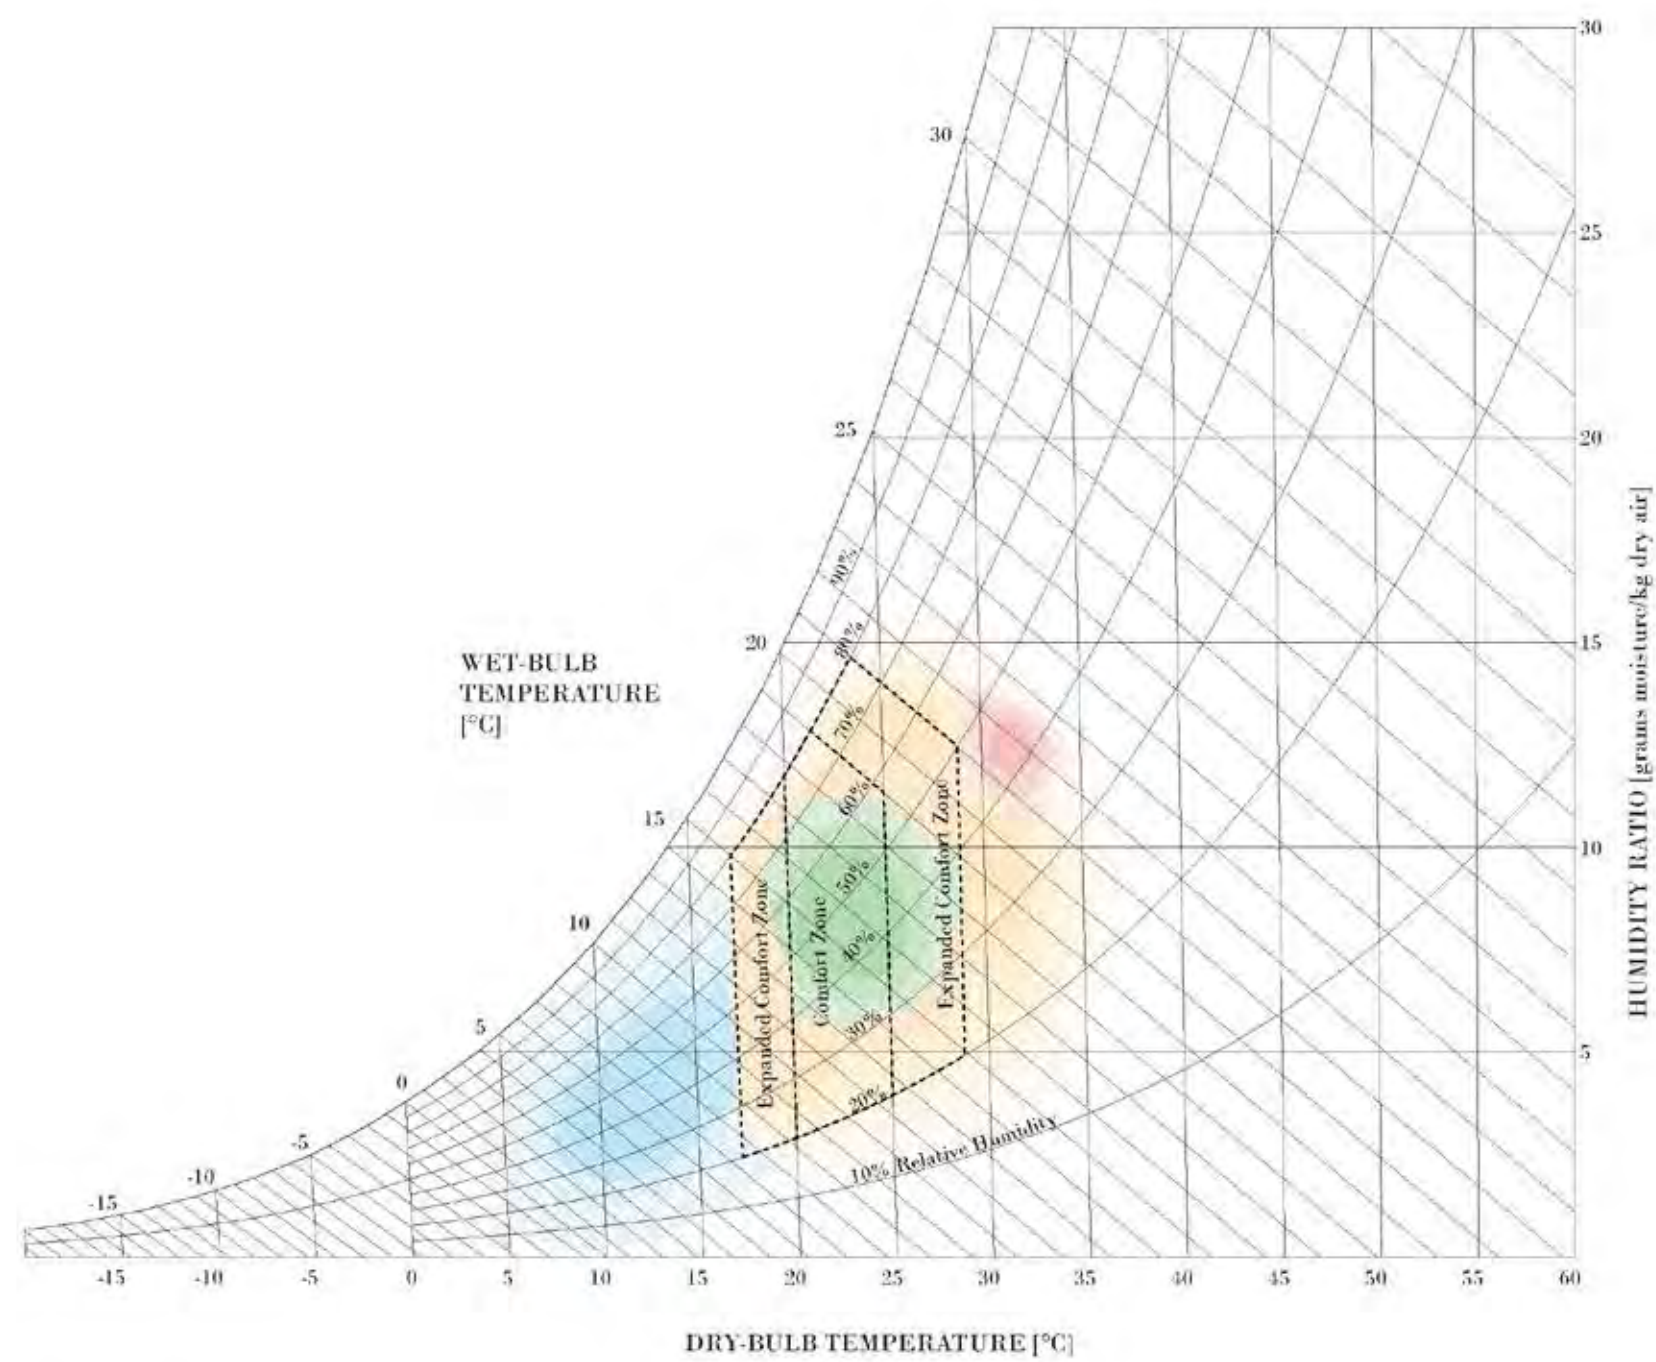 30
30
25
25
20
90%
80%
WET-BULB
TEMPERATURE
[°C]
20
15
70%
60%
15
10
50%
40%
Expanded Comfort Zone
Comfort Zone
Expanded Comfort Zone
10
30%
5
5
20%
0
10% Relative Humidity
-5
-10
-15
-15 -10 -5 0 5 10 15 20 25 30 35 40 45 50 55 60
DRY-BULB TEMPERATURE [°C]
HUMIDITY RATIO [grams moisture/kg dry air]